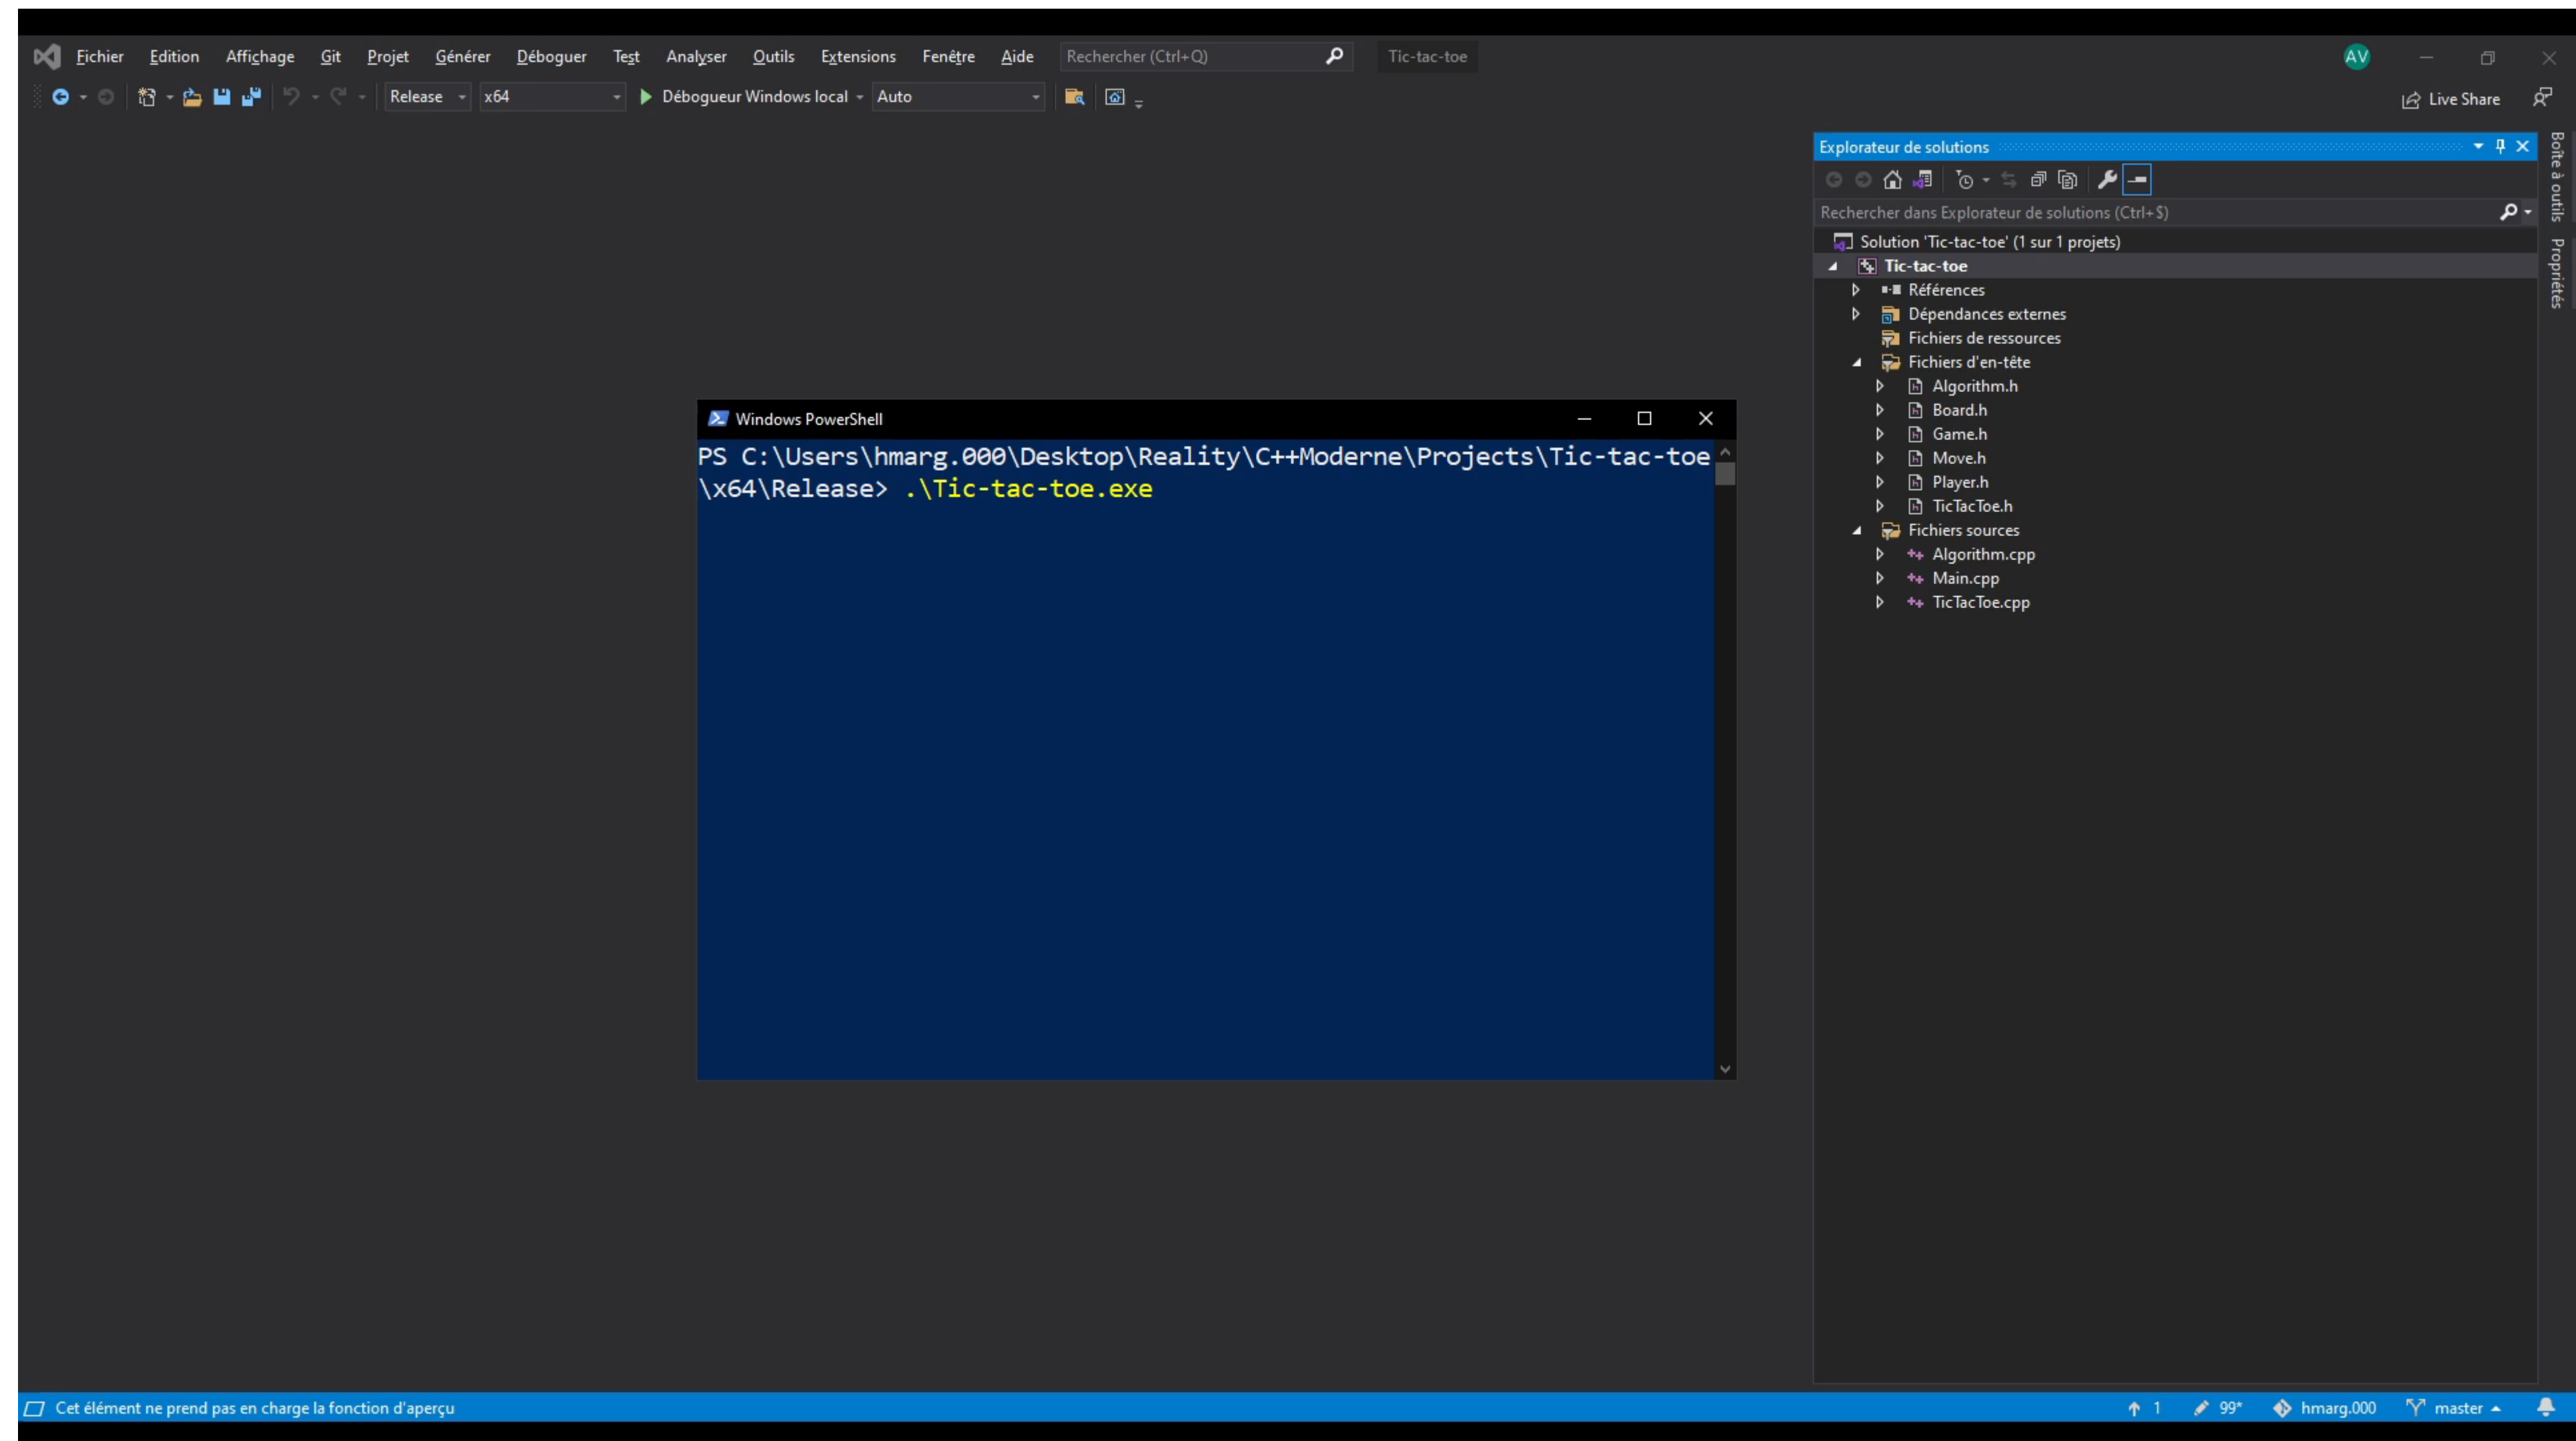 Fichier Edition Affichage Git Projet Générer Déboguer Test Analyser Outils Extensions Fenêtre Aide Rechercher (Ctrl+Q) Tic-tac-toe AV
Release x64 Débogueur Windows local Auto Live Share
Explorateur de solutions
Rechercher dans Explorateur de solutions (Ctrl+$)
Solution 'Tic-tac-toe' (1 sur 1 projets)
Tic-tac-toe
Références
Dépendances externes
Fichiers de ressources
Fichiers d'en-tête
Algorithm.h
Board.h
Game.h
Move.h
Player.h
TicTacToe.h
Fichiers sources
Algorithm.cpp
Main.cpp
TicTacToe.cpp
Boîte à outils
Propriétés
Windows PowerShell
PS C:\Users\hmarg.000\Desktop\Reality\C++Moderne\Projects\Tic-tac-toe
\x64\Release> .\Tic-tac-toe.exe
Cet élément ne prend pas en charge la fonction d'aperçu 1 99* hmarg.000 master